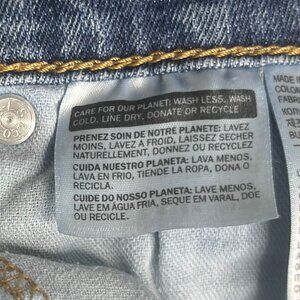 CARE FOR OUR PLANET: WASH LESS, WASH
COLD, LINE DRY, DONATE OR RECYCLE
PRENEZ SOIN DE NOTRE PLANETE: LAVEZ
MOINS, LAVEZ A FROID, LAISSEZ SECHER
NATURELLEMENT, DONNEZ OU RECYCLEZ
CUIDA NUESTRO PLANETA: LAVA MENOS,
LAVA EN FRIO, TIENDE LA ROPA, DONA O
RECICLA.
CUIDE DO NOSSO PLANETA: LAVE MENOS,
LAVE EM ÁGUA FRIA, SEQUE EM VARAL, DOE
OU RECICLE.
MADE
COLOM
FABR